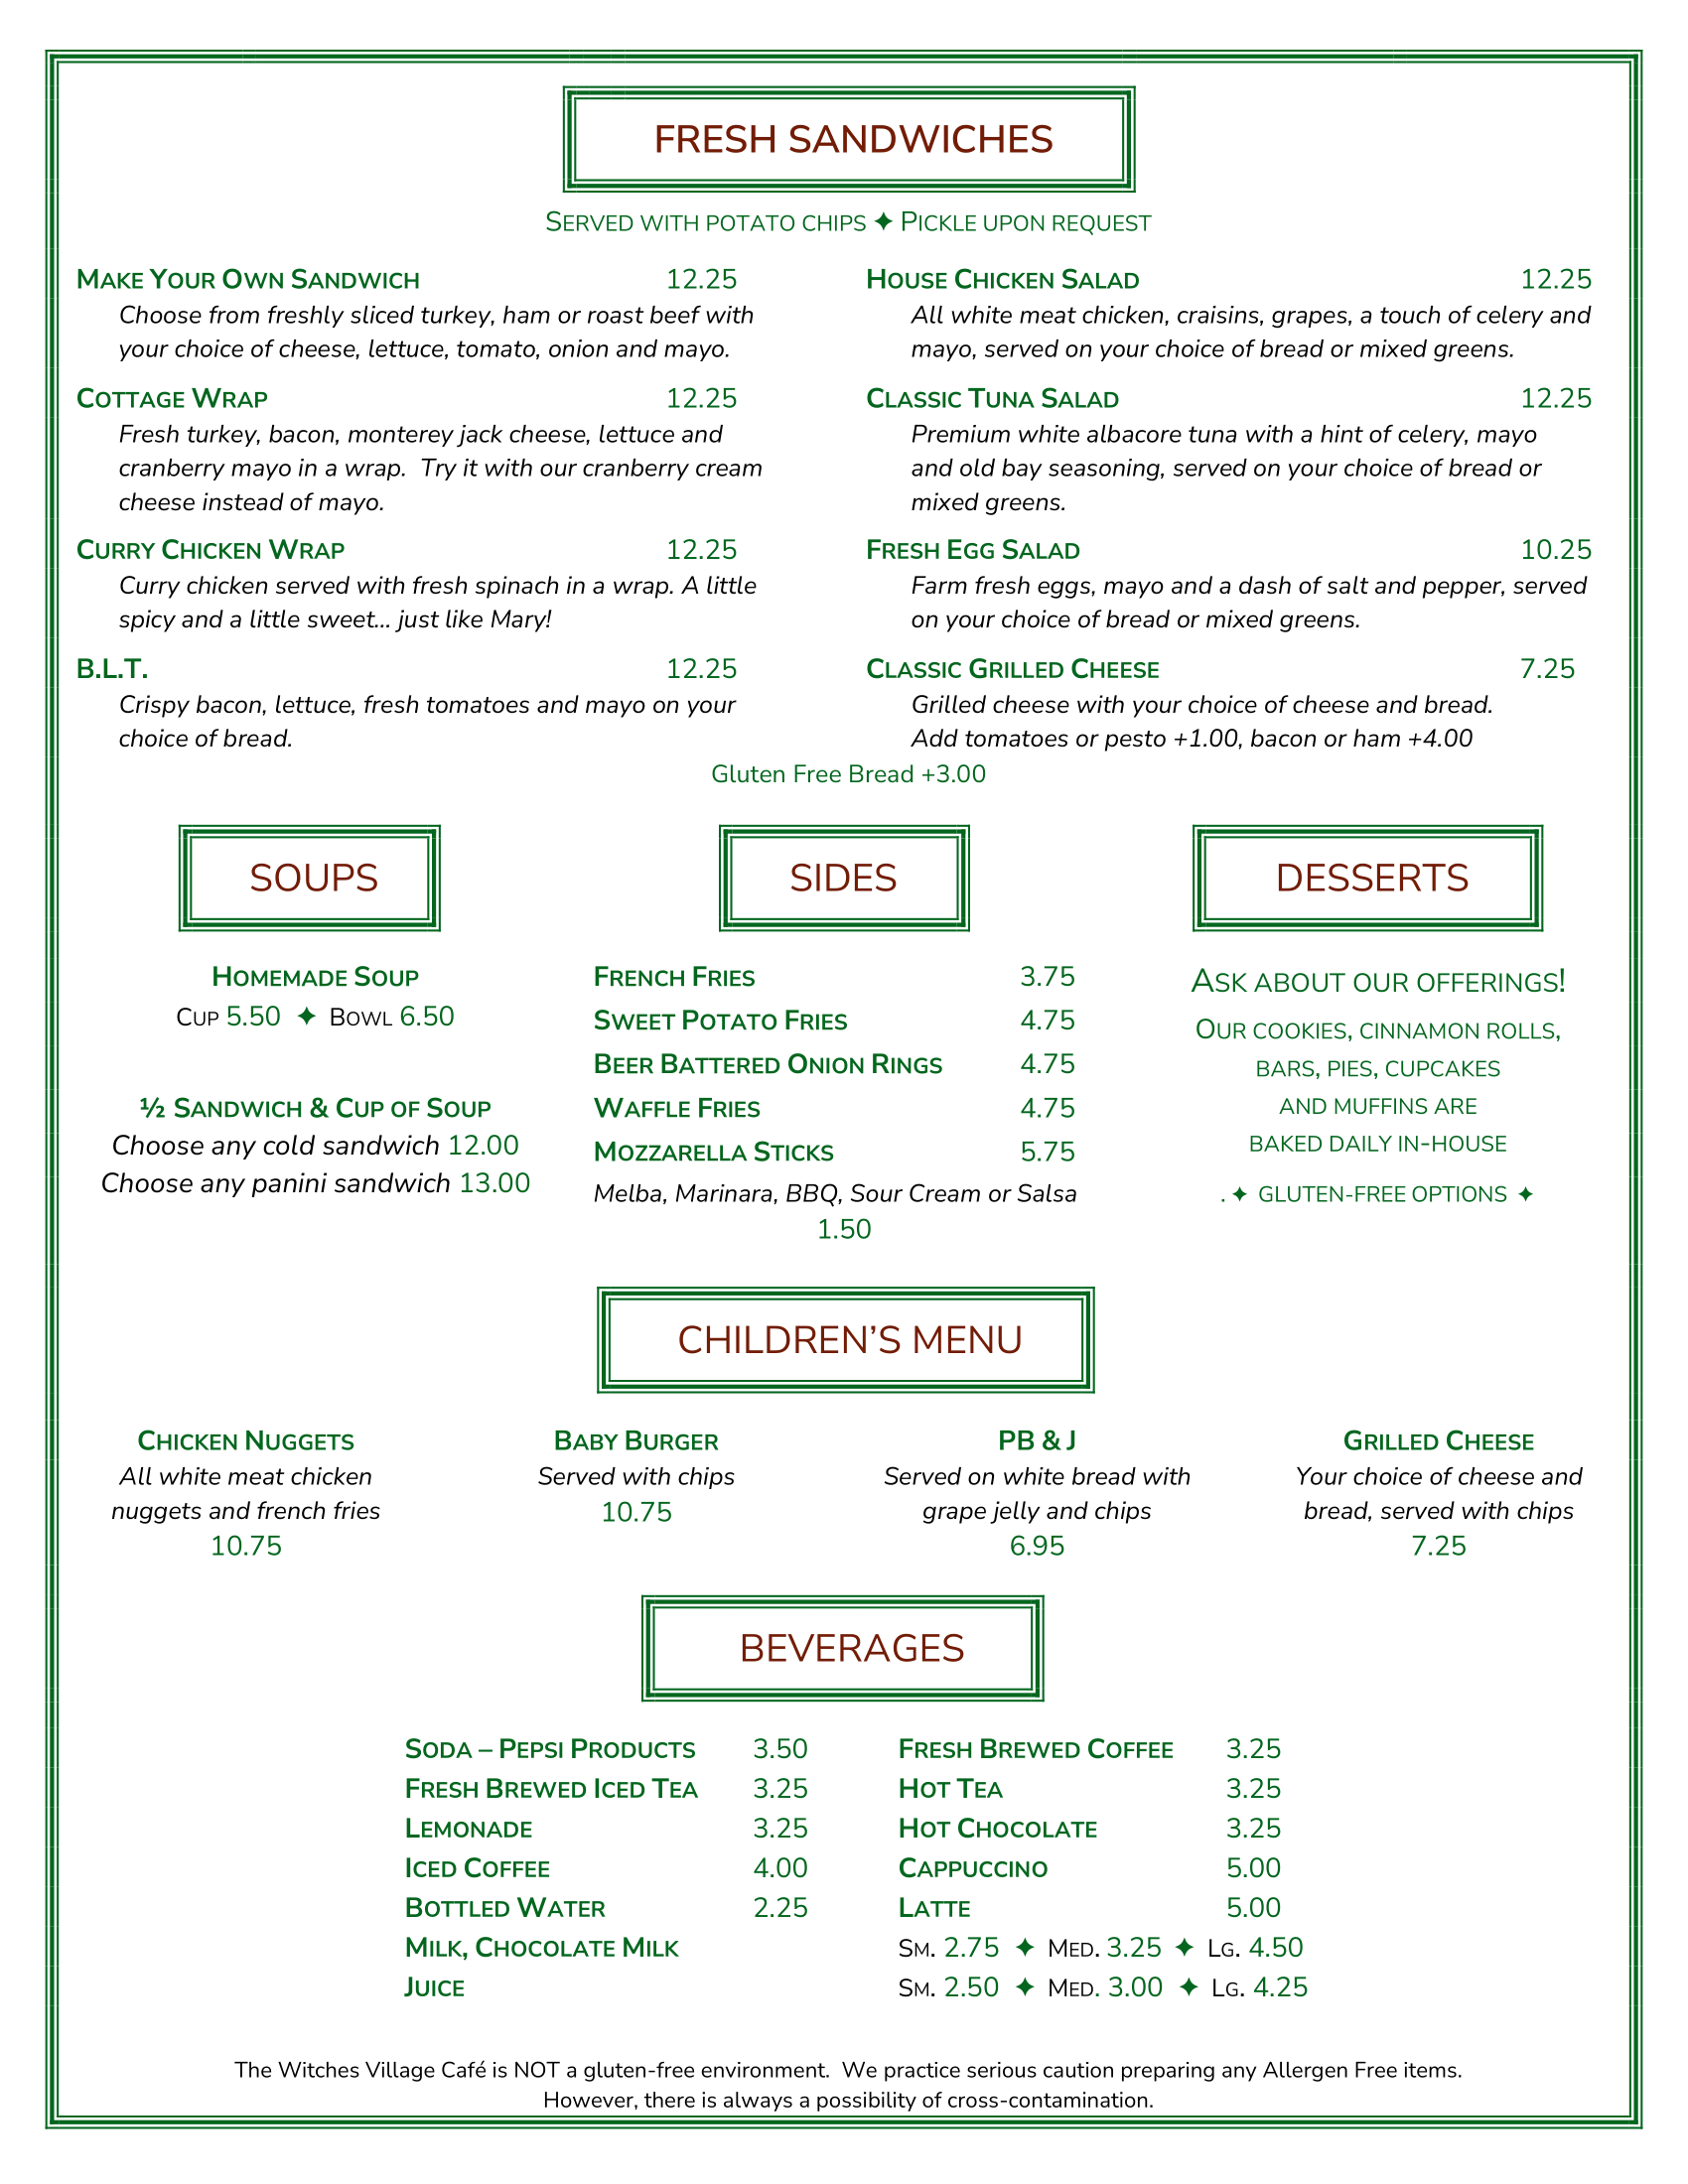 FRESH SANDWICHES
SERVED WITH POTATO CHIPS ✦ PICKLE UPON REQUEST
MAKE YOUR OWN SANDWICH 12.25
Choose from freshly sliced turkey, ham or roast beef with
your choice of cheese, lettuce, tomato, onion and mayo.
COTTAGE WRAP 12.25
Fresh turkey, bacon, monterey jack cheese, lettuce and
cranberry mayo in a wrap.  Try it with our cranberry cream
cheese instead of mayo.
CURRY CHICKEN WRAP 12.25
Curry chicken served with fresh spinach in a wrap. A little
spicy and a little sweet... just like Mary!
B.L.T. 12.25
Crispy bacon, lettuce, fresh tomatoes and mayo on your
choice of bread.
HOUSE CHICKEN SALAD 12.25
All white meat chicken, craisins, grapes, a touch of celery and
mayo, served on your choice of bread or mixed greens.
CLASSIC TUNA SALAD 12.25
Premium white albacore tuna with a hint of celery, mayo
and old bay seasoning, served on your choice of bread or
mixed greens.
FRESH EGG SALAD 10.25
Farm fresh eggs, mayo and a dash of salt and pepper, served
on your choice of bread or mixed greens.
CLASSIC GRILLED CHEESE 7.25
Grilled cheese with your choice of cheese and bread.
Add tomatoes or pesto +1.00, bacon or ham +4.00
Gluten Free Bread +3.00
SOUPS
HOMEMADE SOUP
CUP 5.50 ✦ BOWL 6.50
½ SANDWICH & CUP OF SOUP
Choose any cold sandwich 12.00
Choose any panini sandwich 13.00
SIDES
FRENCH FRIES 3.75
SWEET POTATO FRIES 4.75
BEER BATTERED ONION RINGS 4.75
WAFFLE FRIES 4.75
MOZZARELLA STICKS 5.75
Melba, Marinara, BBQ, Sour Cream or Salsa
1.50
DESSERTS
ASK ABOUT OUR OFFERINGS!
OUR COOKIES, CINNAMON ROLLS,
BARS, PIES, CUPCAKES
AND MUFFINS ARE
BAKED DAILY IN-HOUSE
. ✦ GLUTEN-FREE OPTIONS ✦
CHILDREN'S MENU
CHICKEN NUGGETS
All white meat chicken
nuggets and french fries
10.75
BABY BURGER
Served with chips
10.75
PB & J
Served on white bread with
grape jelly and chips
6.95
GRILLED CHEESE
Your choice of cheese and
bread, served with chips
7.25
BEVERAGES
SODA – PEPSI PRODUCTS 3.50
FRESH BREWED ICED TEA 3.25
LEMONADE 3.25
ICED COFFEE 4.00
BOTTLED WATER 2.25
FRESH BREWED COFFEE 3.25
HOT TEA 3.25
HOT CHOCOLATE 3.25
CAPPUCCINO 5.00
LATTE 5.00
MILK, CHOCOLATE MILK SM. 2.75 ✦ MED. 3.25 ✦ LG. 4.50
JUICE SM. 2.50 ✦ MED. 3.00 ✦ LG. 4.25
The Witches Village Café is NOT a gluten-free environment.  We practice serious caution preparing any Allergen Free items.
However, there is always a possibility of cross-contamination.